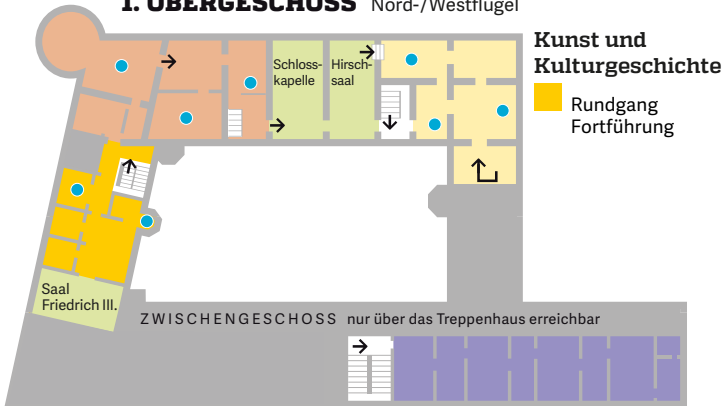 1. ÜBERGESCHOSS Nord-/Westflügel
Kunst und
Kulturgeschichte
Rundgang
Fortführung
Schloss-
kapelle
Hirsch-
saal
Saal
Friedrich III.
ZWISCHENGESCHOSS nur über das Treppenhaus erreichbar